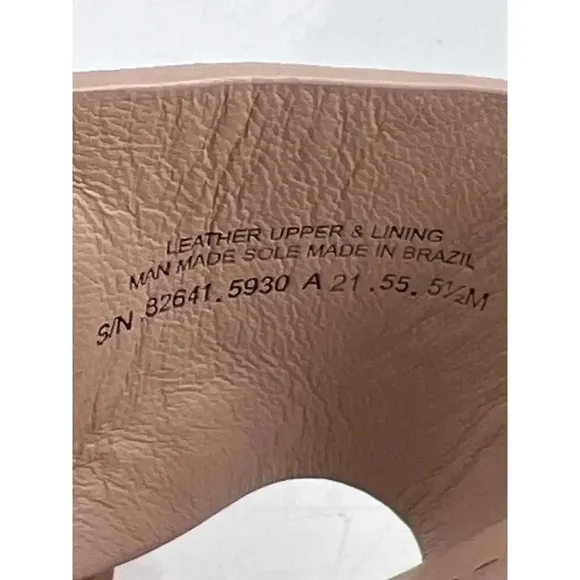 LEATHER UPPER & LINING
MAN MADE SOLE MADE IN BRAZIL
S/N 82641.5930 A 21.55. 5½M